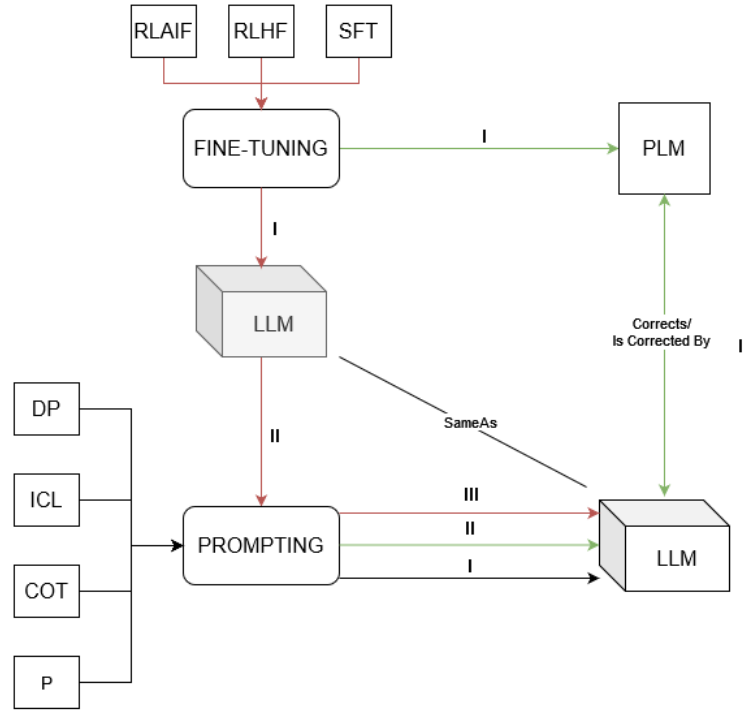 RLAIF
RLHF
SFT
FINE-TUNING
I
PLM
I
LLM
Corrects/
Is Corrected By
I
DP
II
SameAs
ICL
III
PROMPTING
II
LLM
I
COT
P